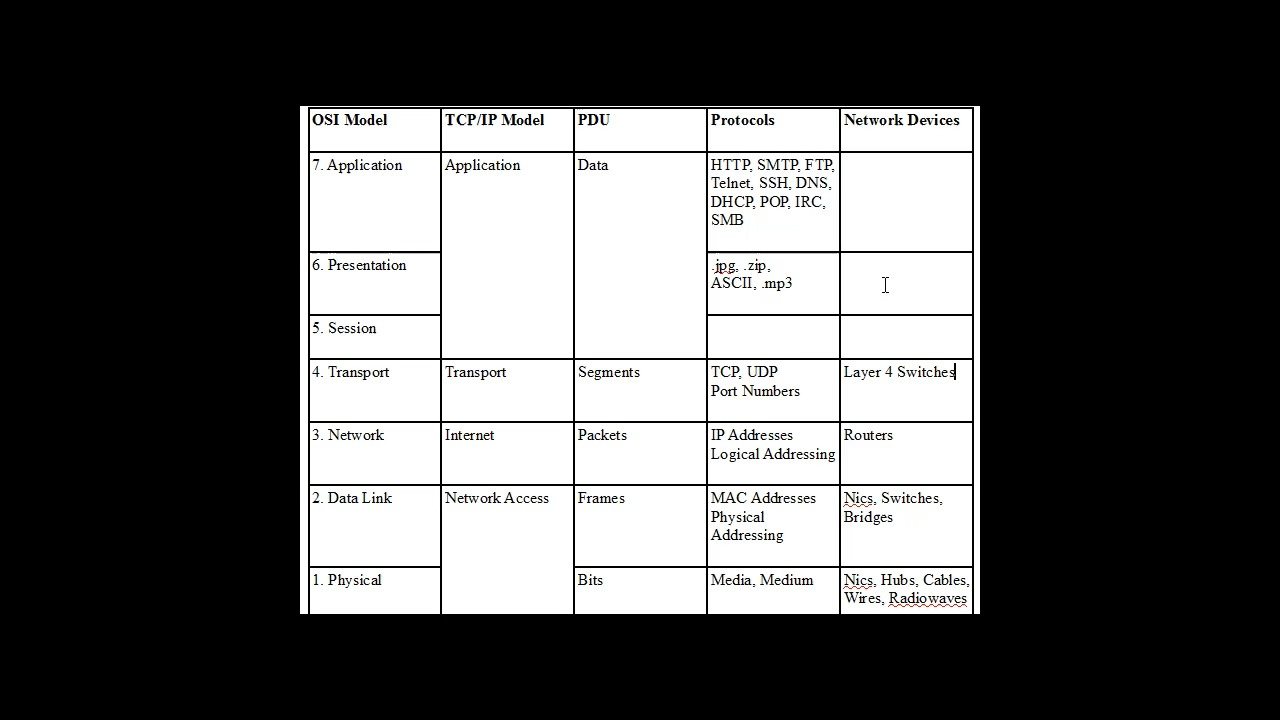 OSI Model TCP/IP Model PDU Protocols Network Devices
7. Application Application Data HTTP, SMTP, FTP,
Telnet, SSH, DNS,
DHCP, POP, IRC,
SMB
6. Presentation .jpg, .zip,
ASCII, .mp3
5. Session
4. Transport Transport Segments TCP, UDP Layer 4 Switches
Port Numbers
3. Network Internet Packets IP Addresses Routers
Logical Addressing
2. Data Link Network Access Frames MAC Addresses Nics, Switches,
Physical Bridges
Addressing
1. Physical Bits Media, Medium Nics, Hubs, Cables,
Wires, Radiowaves